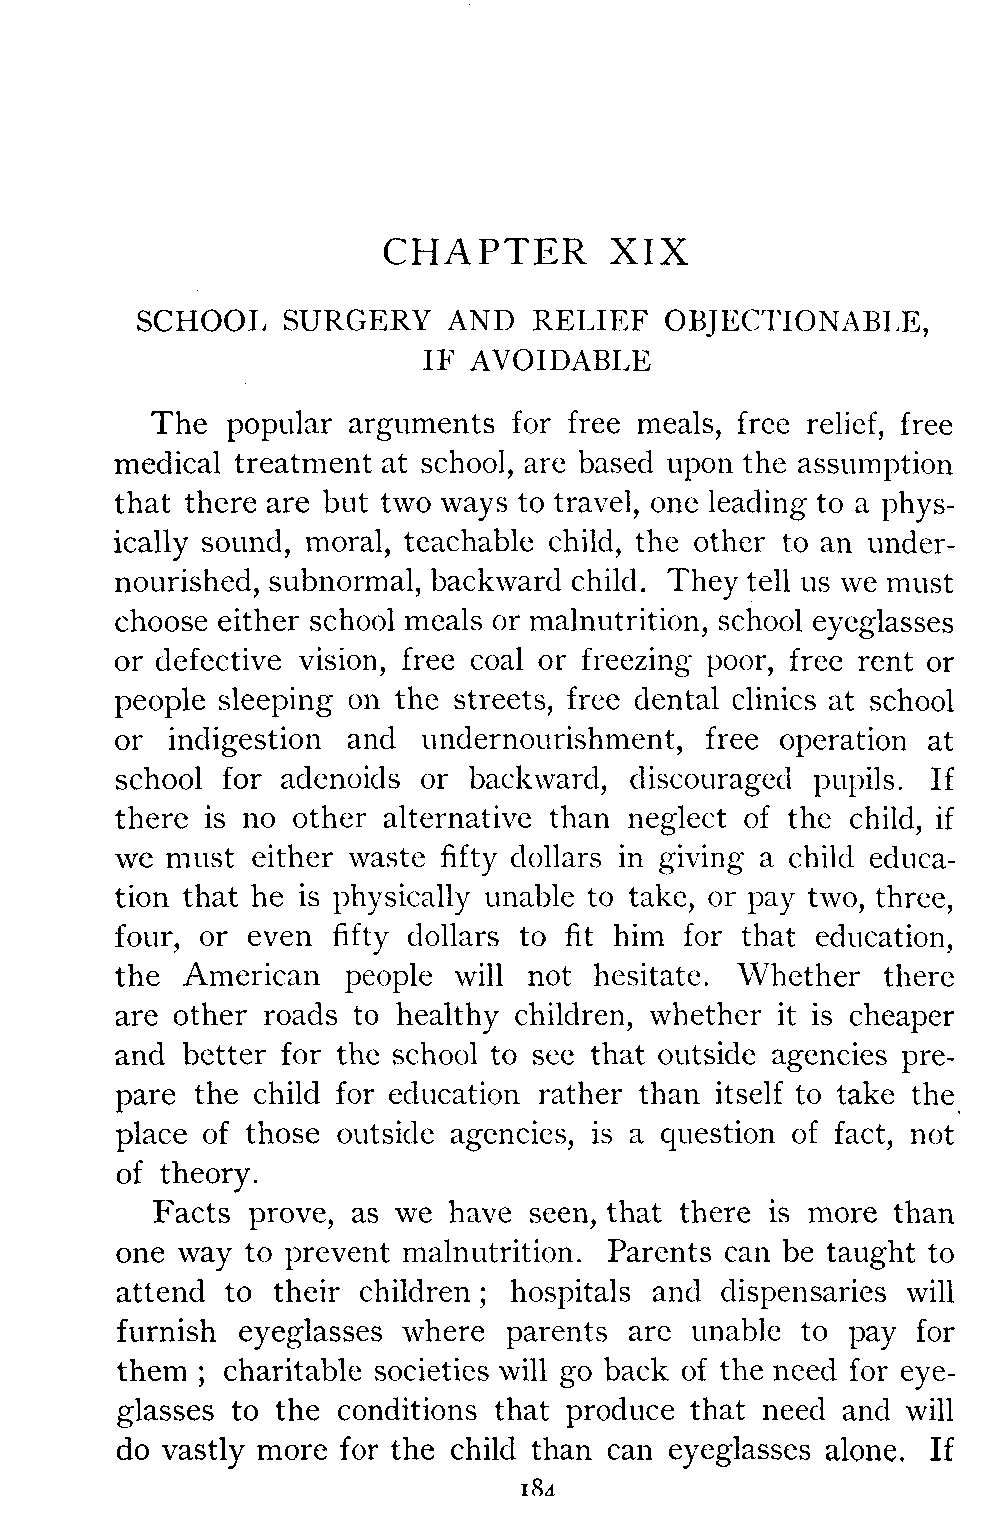 CHAPTER XIX
SCHOOL SURGERY AND RELIEF OBJECTIONABLE,
IF AVOIDABLE
The popular arguments for free meals, free relief, free
medical treatment at school, are based upon the assumption
that there are but two ways to travel, one leading to a phys-
ically sound, moral, teachable child, the other to an under-
nourished, subnormal, backward child. They tell us we must
choose either school meals or malnutrition, school eyeglasses
or defective vision, free coal or freezing poor, free rent or
people sleeping on the streets, free dental clinics at school
or indigestion and undernourishment, free operation at
school for adenoids or backward, discouraged pupils. If
there is no other alternative than neglect of the child, if
we must either waste fifty dollars in giving a child educa-
tion that he is physically unable to take, or pay two, three,
four, or even fifty dollars to fit him for that education,
the American people will not hesitate. Whether there
are other roads to healthy children, whether it is cheaper
and better for the school to see that outside agencies pre-
pare the child for education rather than itself to take the
place of those outside agencies, is a question of fact, not
of theory.
Facts prove, as we have seen, that there is more than
one way to prevent malnutrition. Parents can be taught to
attend to their children; hospitals and dispensaries will
furnish eyeglasses where parents are unable to pay for
them; charitable societies will go back of the need for eye-
glasses to the conditions that produce that need and will
do vastly more for the child than can eyeglasses alone. If
184